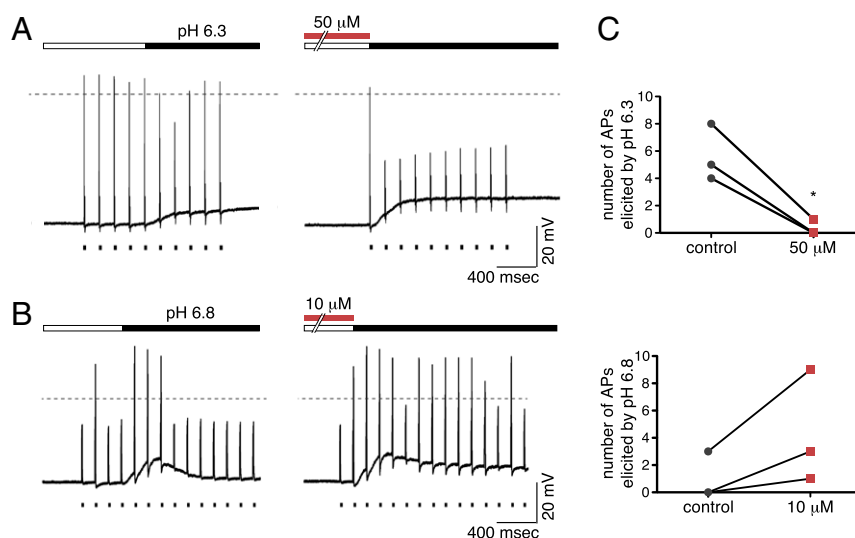 A
pH 6.3
50 μM
20 mV
400 msec
B
pH 6.8
10 μM
20 mV
400 msec
C
number of APs
elicited by pH 6.3
10
8
6
4
2
0
*
control
50 μM
number of APs
elicited by pH 6.8
10
8
6
4
2
0
control
10 μM